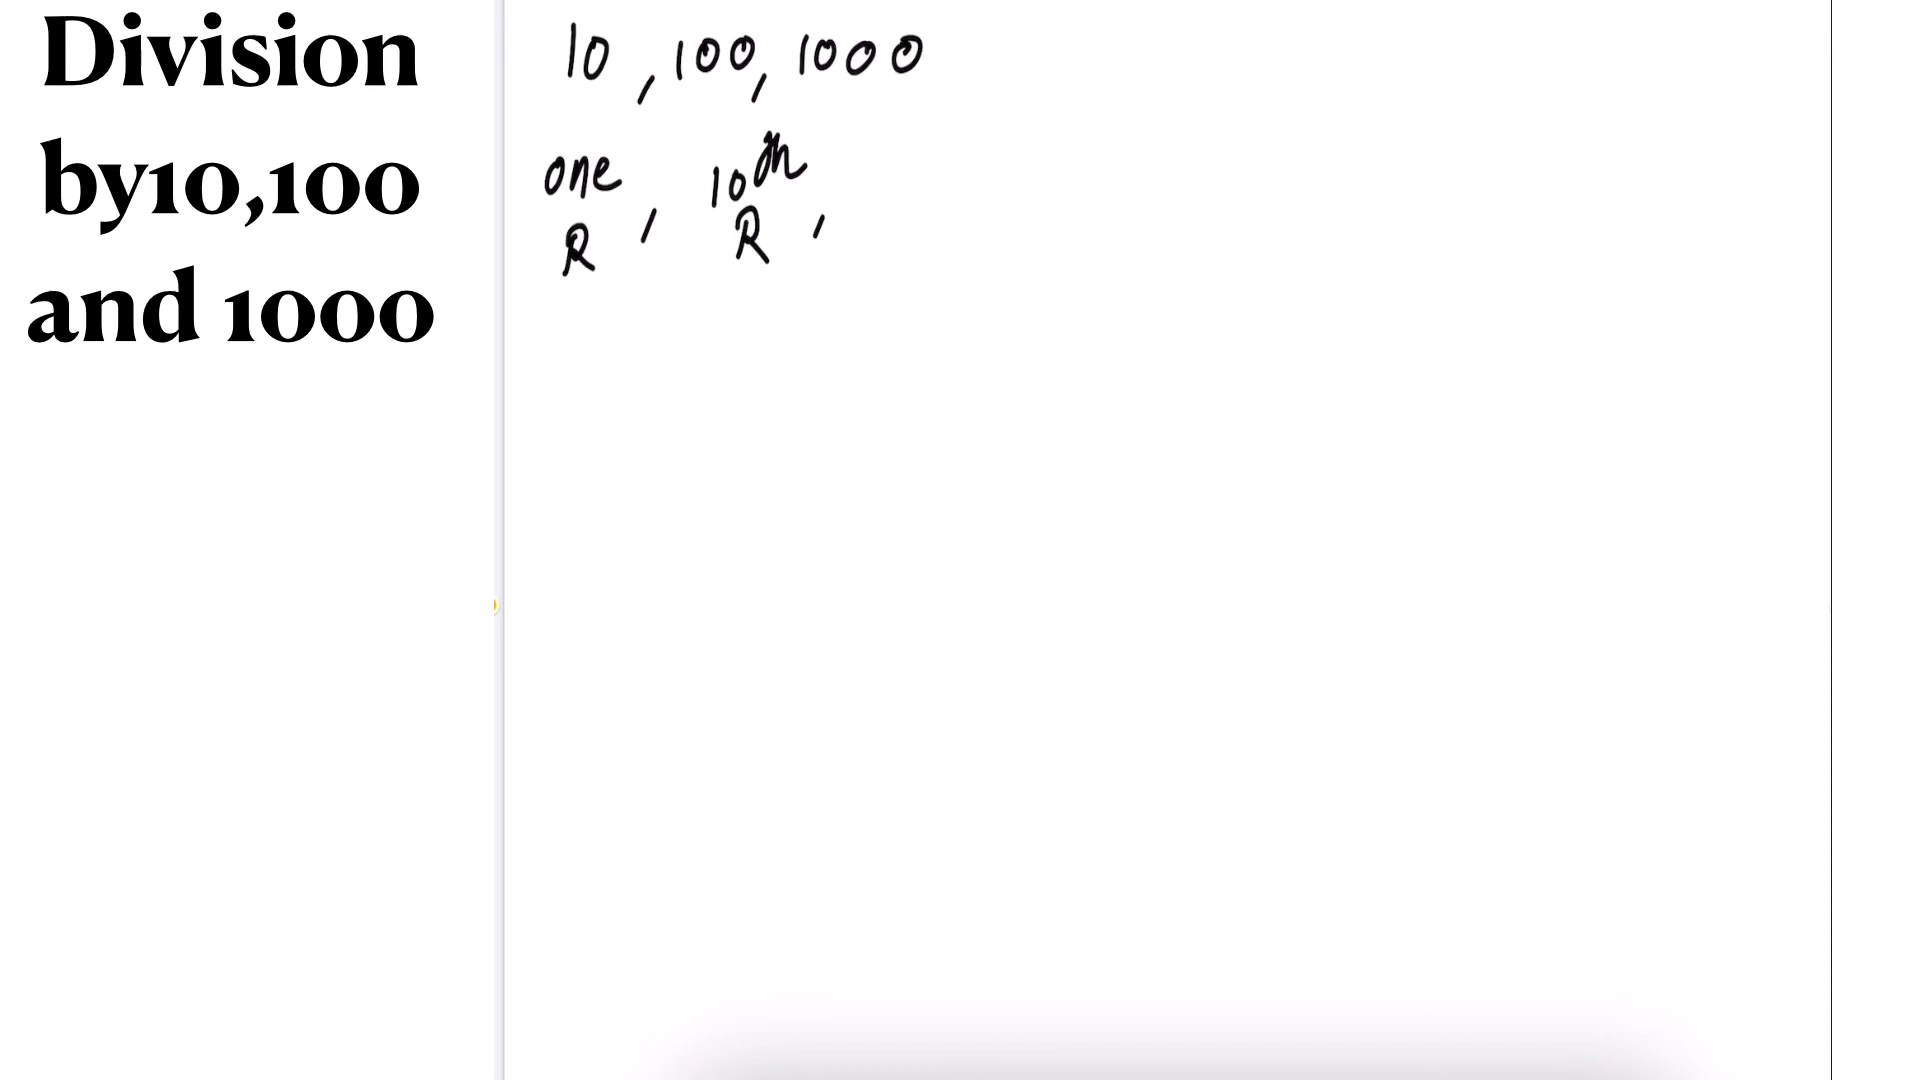 Division
by10,100
and 1000
10, 100, 1000
one, 10th,
R R